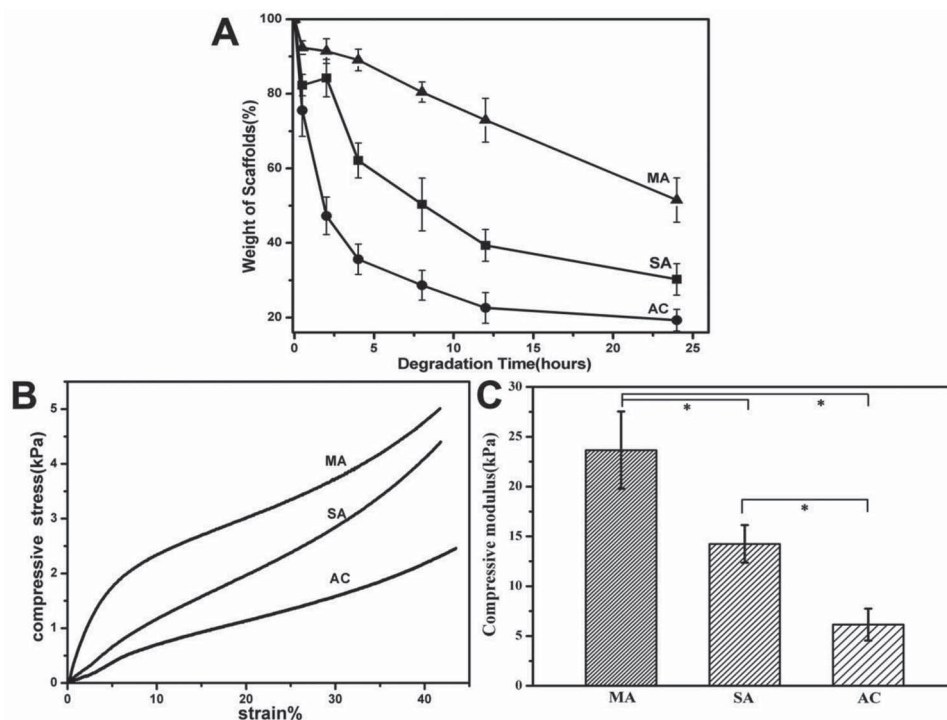 A
Weight of Scaffolds(%)
100
80
60
40
20
MA
SA
AC
0
5
10
15
20
25
Degradation Time(hours)
B
compressive stress(kPa)
5
4
3
2
1
0
MA
SA
AC
0
10
20
30
40
strain%
C
Compressive modulus(kPa)
30
25
20
15
10
5
0
*
*
*
MA
SA
AC